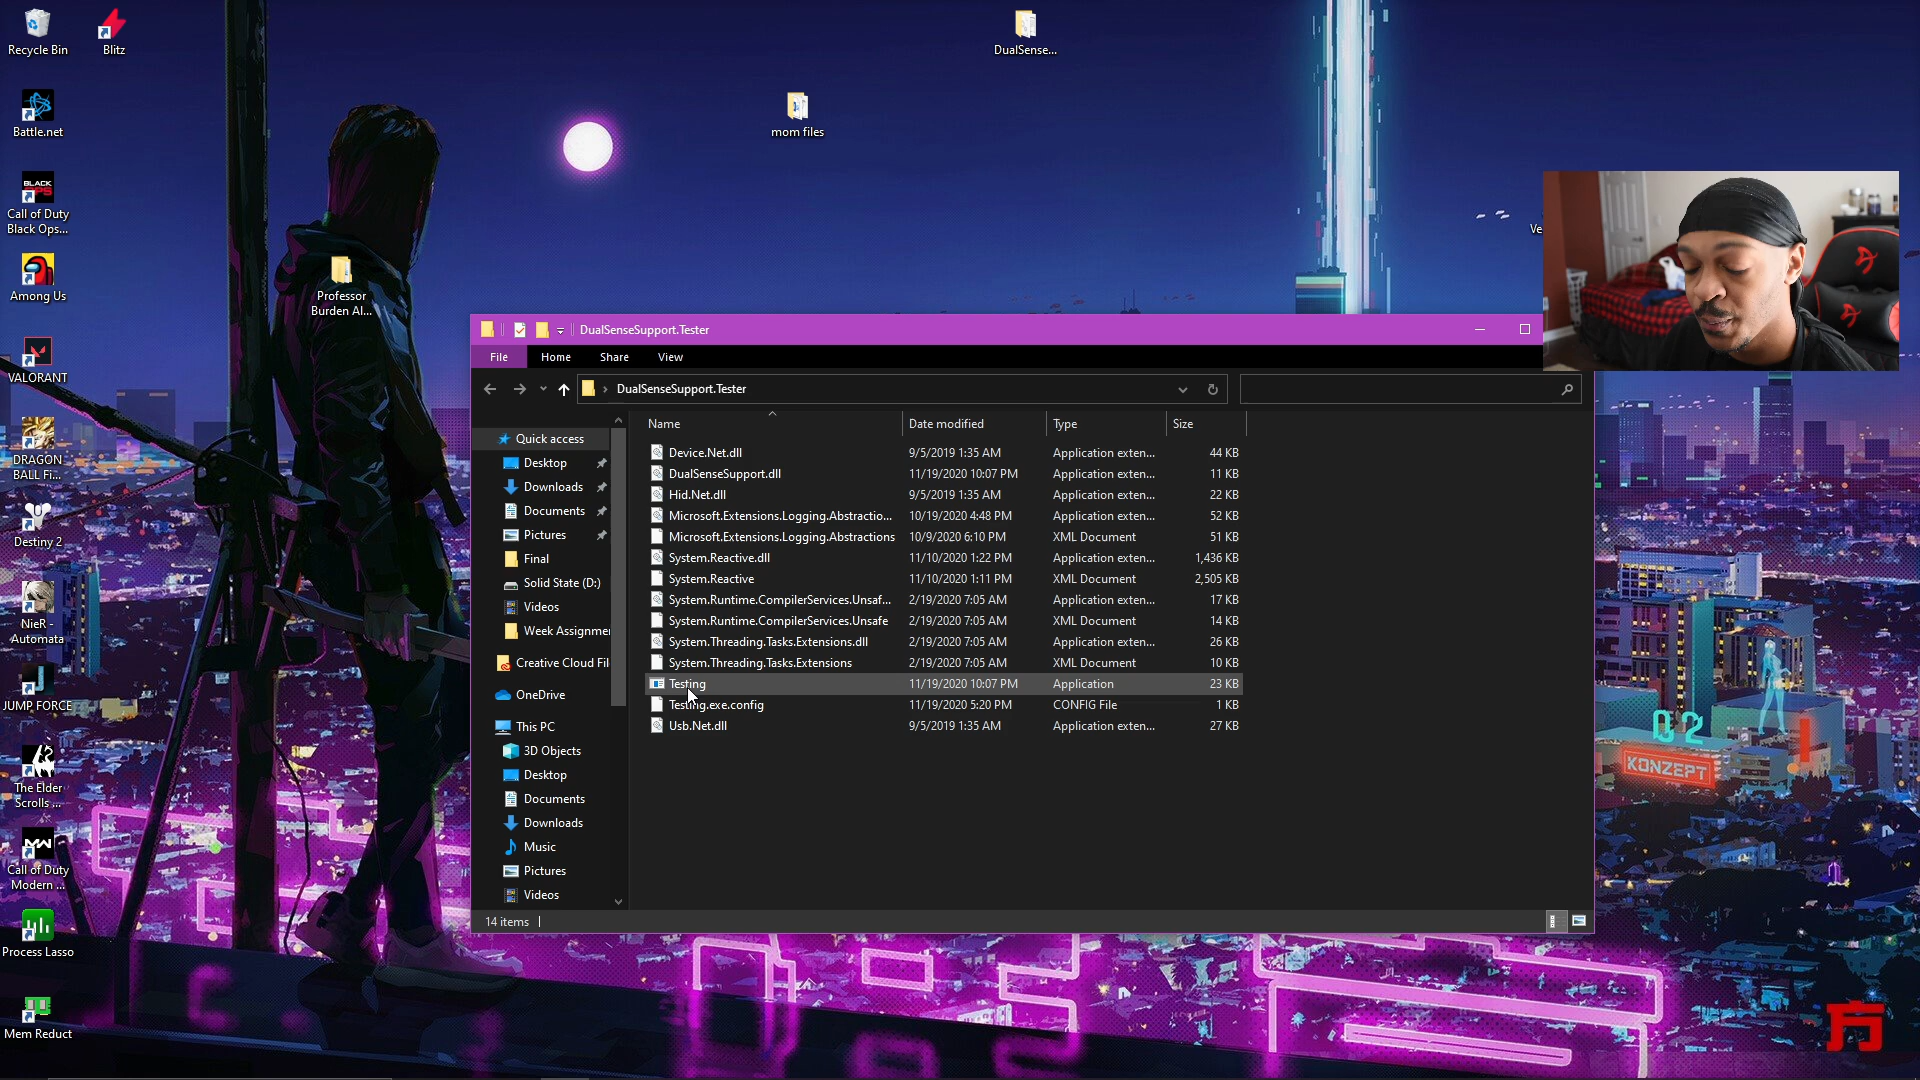 Recycle Bin
Blitz
DualSense...
Battle.net
mom files
BLACK OPS
Call of Duty
Black Ops...
Ve
Among Us
Professor
Burden Al...
VALORANT
DualSenseSupport.Tester
File Home Share View
DualSenseSupport.Tester
Name Date modified Type Size
Quick access
Desktop
Downloads
Documents
Pictures
Final
Solid State (D:)
Videos
Week Assignme
Creative Cloud Fil
OneDrive
This PC
3D Objects
Desktop
Documents
Downloads
Music
Pictures
Videos
Device.Net.dll 9/5/2019 1:35 AM Application exten... 44 KB
DualSenseSupport.dll 11/19/2020 10:07 PM Application exten... 11 KB
Hid.Net.dll 9/5/2019 1:35 AM Application exten... 22 KB
Microsoft.Extensions.Logging.Abstractio... 10/19/2020 4:48 PM Application exten... 52 KB
Microsoft.Extensions.Logging.Abstractions 10/9/2020 6:10 PM XML Document 51 KB
System.Reactive.dll 11/10/2020 1:22 PM Application exten... 1,436 KB
System.Reactive 11/10/2020 1:11 PM XML Document 2,505 KB
System.Runtime.CompilerServices.Unsaf... 2/19/2020 7:05 AM Application exten... 17 KB
System.Runtime.CompilerServices.Unsafe 2/19/2020 7:05 AM XML Document 14 KB
System.Threading.Tasks.Extensions.dll 2/19/2020 7:05 AM Application exten... 26 KB
System.Threading.Tasks.Extensions 2/19/2020 7:05 AM XML Document 10 KB
Testing 11/19/2020 10:07 PM Application 23 KB
Testing.exe.config 11/19/2020 5:20 PM CONFIG File 1 KB
Usb.Net.dll 9/5/2019 1:35 AM Application exten... 27 KB
14 items
DRAGON
BALL Fi...
Destiny 2
NieR -
Automata
JUMP FORCE
The Elder
Scrolls ...
MW
Call of Duty
Modern ...
Process Lasso
Mem Reduct
02
KONZEPT
方